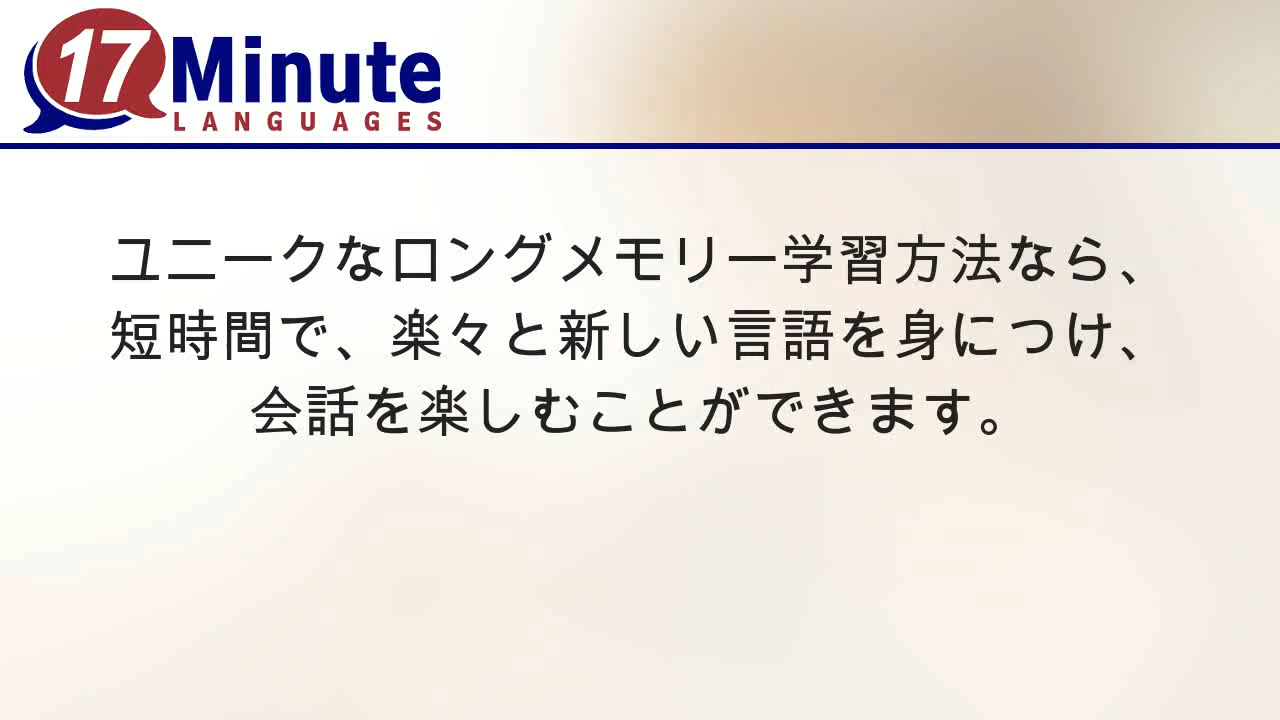 17 Minute
LANGUAGES
ユニークなロングメモリー学習方法なら、
短時間で、楽々と新しい言語を身につけ、
会話を楽しむことができます。